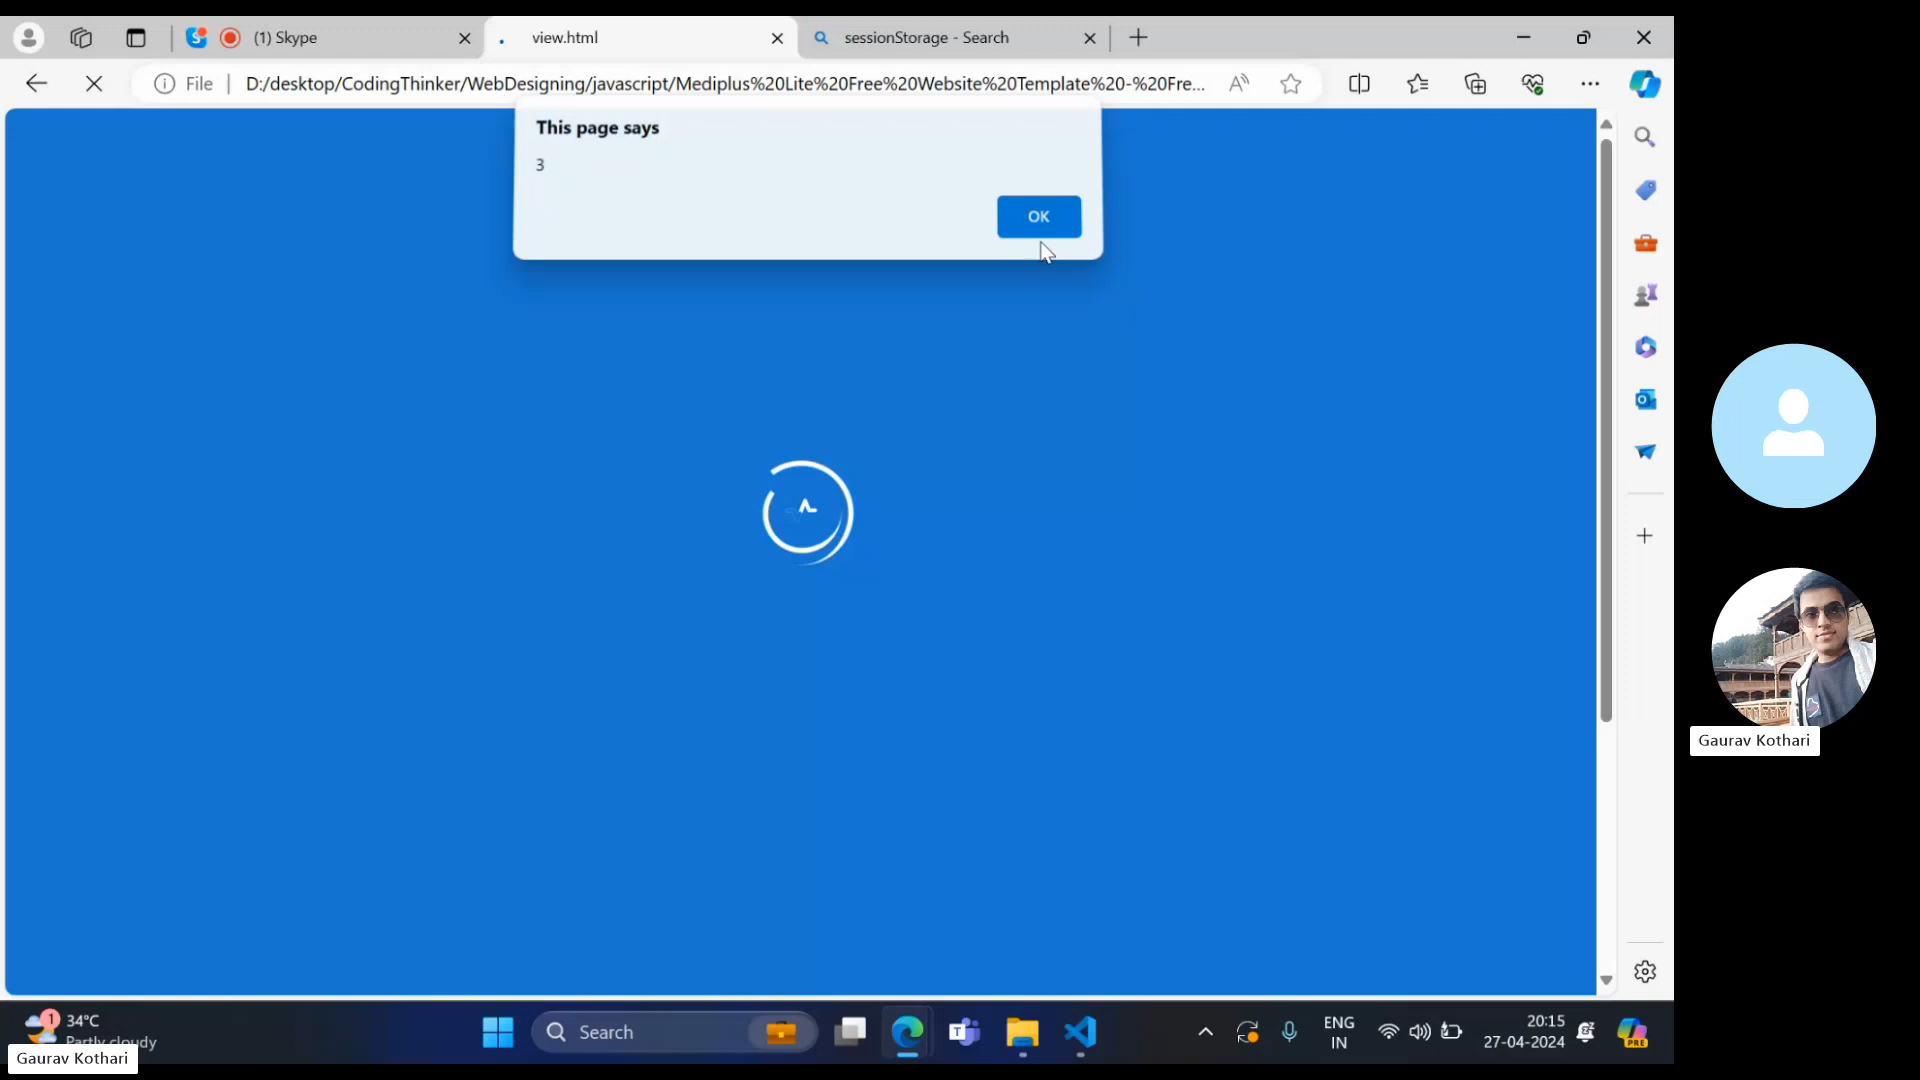 (1) Skype
view.html
sessionStorage - Search
File
D:/desktop/CodingThinker/WebDesigning/javascript/Mediplus%20Lite%20Free%20Website%20Template%20-%20Fre...
This page says
3
OK
Gaurav Kothari
1
34°C
Partly cloudy
Gaurav Kothari
Search
ENG
IN
20:15
27-04-2024
PRE